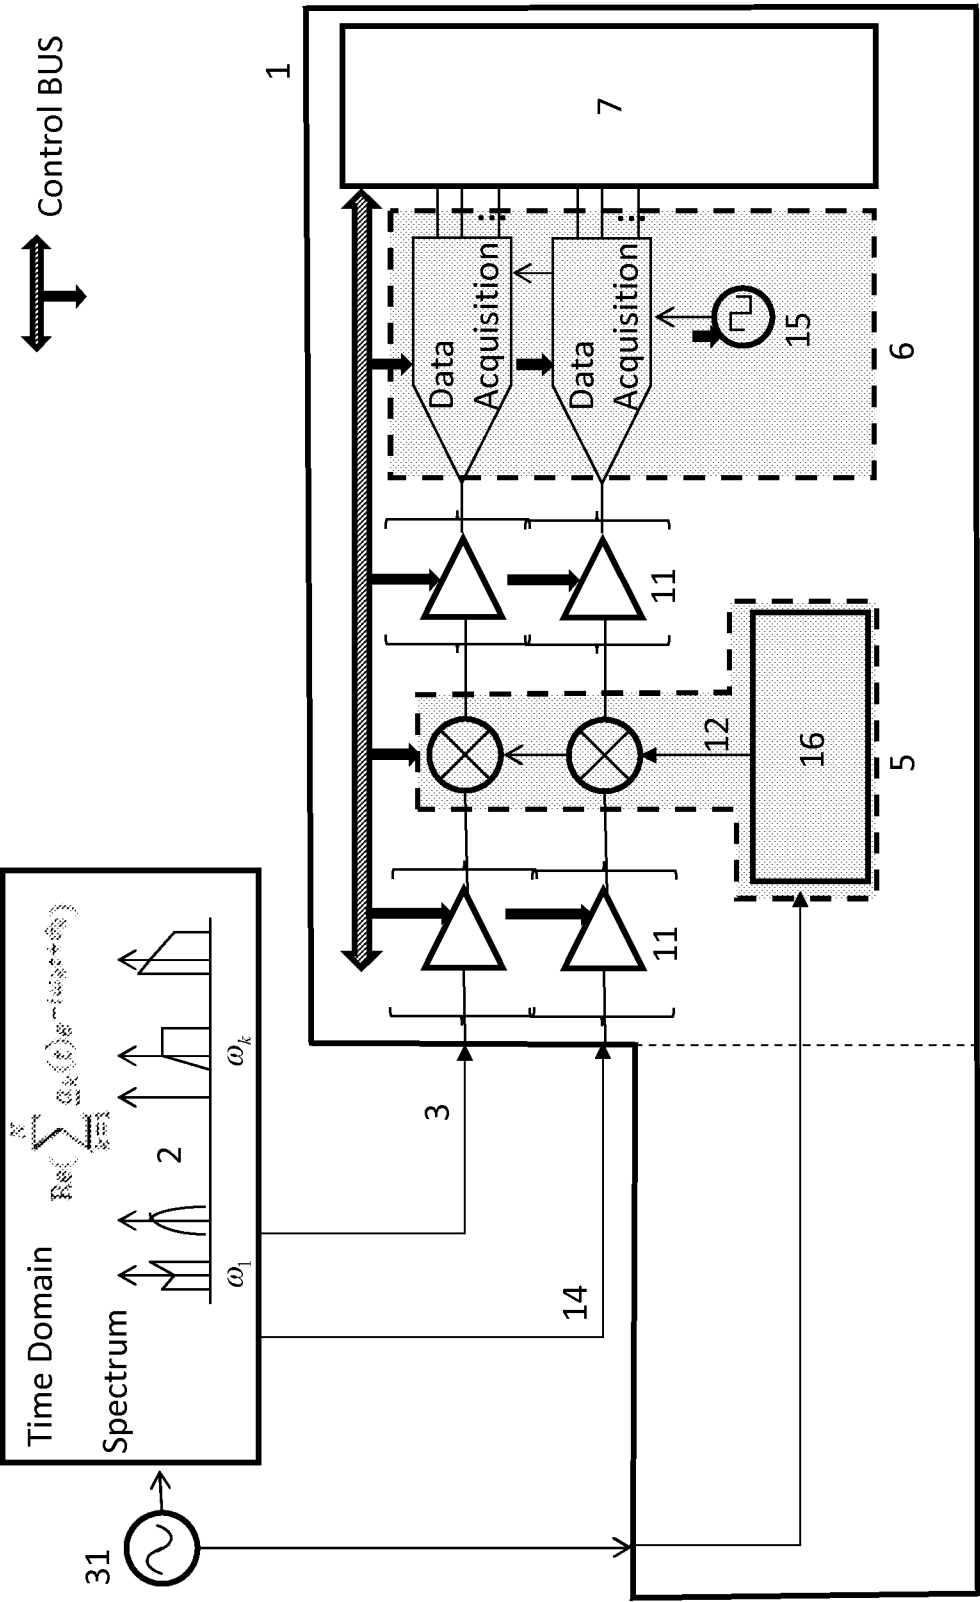 Control BUS
1
7
Data
Acquisition
Data
Acquisition
15
6
11
12
16
5
11
3
14
Time Domain
Spectrum
2
ω1
ωk
31